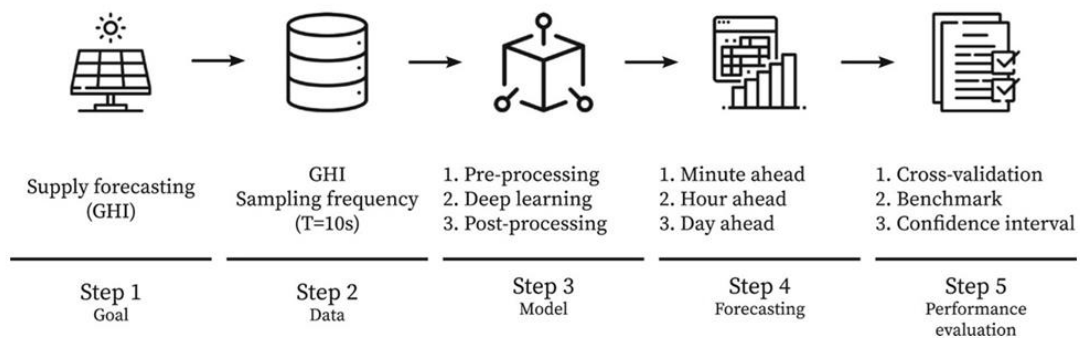 Supply forecasting
(GHI)
GHI
Sampling frequency
(T=10s)
1. Pre-processing
2. Deep learning
3. Post-processing
1. Minute ahead
2. Hour ahead
3. Day ahead
1. Cross-validation
2. Benchmark
3. Confidence interval
Step 1
Goal
Step 2
Data
Step 3
Model
Step 4
Forecasting
Step 5
Performance
evaluation